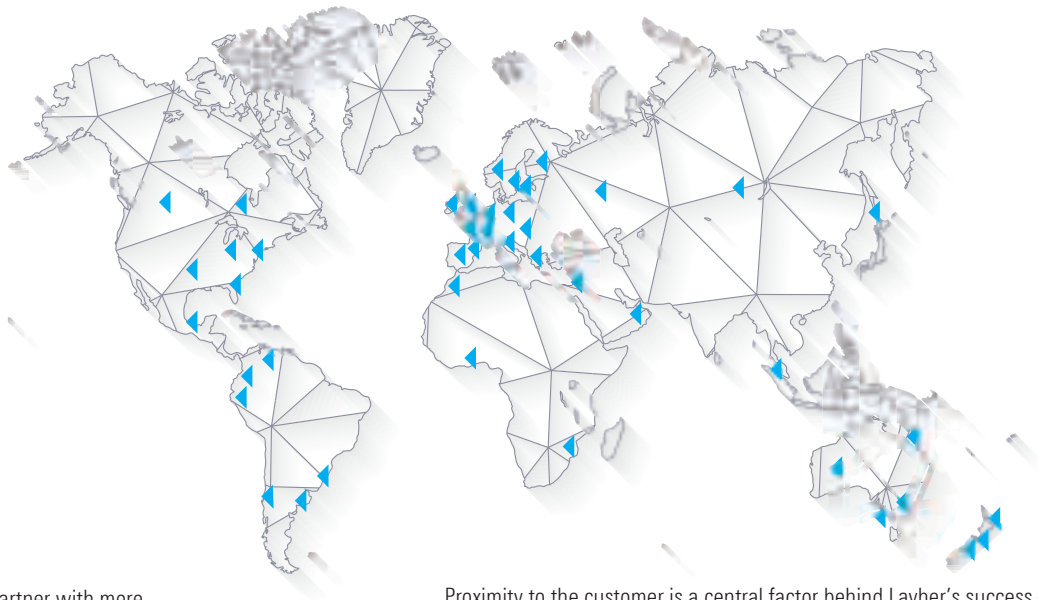 artner with more
Proximity to the customer is a central factor behind Layher's success